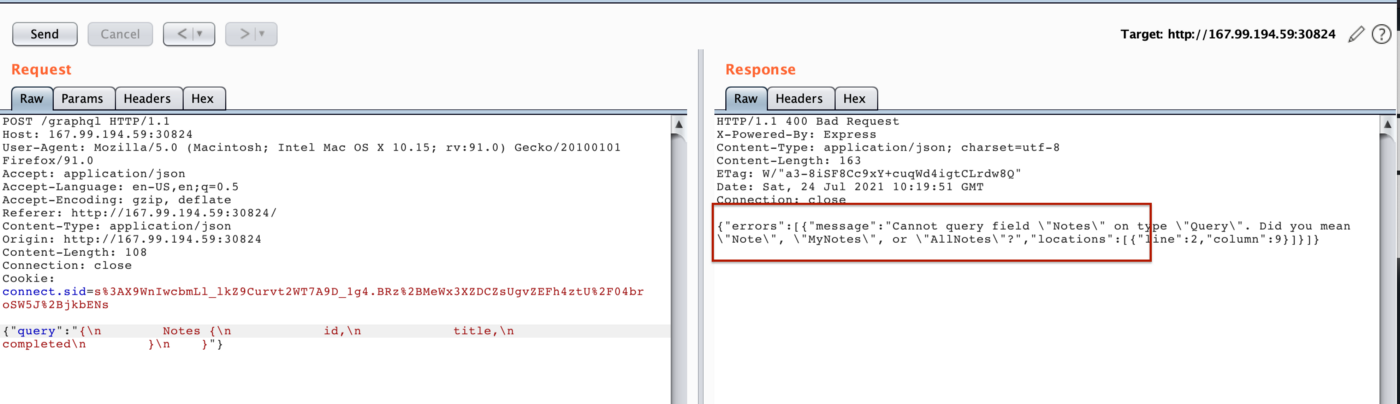 Send Cancel < > Target: http://167.99.194.59:30824 ?
Request
Raw Params Headers Hex
POST /graphql HTTP/1.1
Host: 167.99.194.59:30824
User-Agent: Mozilla/5.0 (Macintosh; Intel Mac OS X 10.15; rv:91.0) Gecko/20100101
Firefox/91.0
Accept: application/json
Accept-Language: en-US,en;q=0.5
Accept-Encoding: gzip, deflate
Referer: http://167.99.194.59:30824/
Content-Type: application/json
Origin: http://167.99.194.59:30824
Content-Length: 108
Connection: close
Cookie:
connect.sid=s%3AX9WnIwcbmLl_lkZ9Curvt2WT7A9D_1g4.BRz%2BMeWx3XZDCZsUgvZEFh4ztU%2F04br
oSW5J%2BjkbENs
{"query":"{\n Notes {\n id,\n title,\n
completed\n }\n }"}
Response
Raw Headers Hex
HTTP/1.1 400 Bad Request
X-Powered-By: Express
Content-Type: application/json; charset=utf-8
Content-Length: 163
ETag: W/"a3-8iSF8Cc9xY+cuqWd4igtCLrdw8Q"
Date: Sat, 24 Jul 2021 10:19:51 GMT
Connection: close
{"errors":[{"message":"Cannot query field \"Notes\" on type \"Query\". Did you mean
\"Note\", \"MyNotes\", or \"AllNotes\"?","locations":[{"line":2,"column":9}]}]}